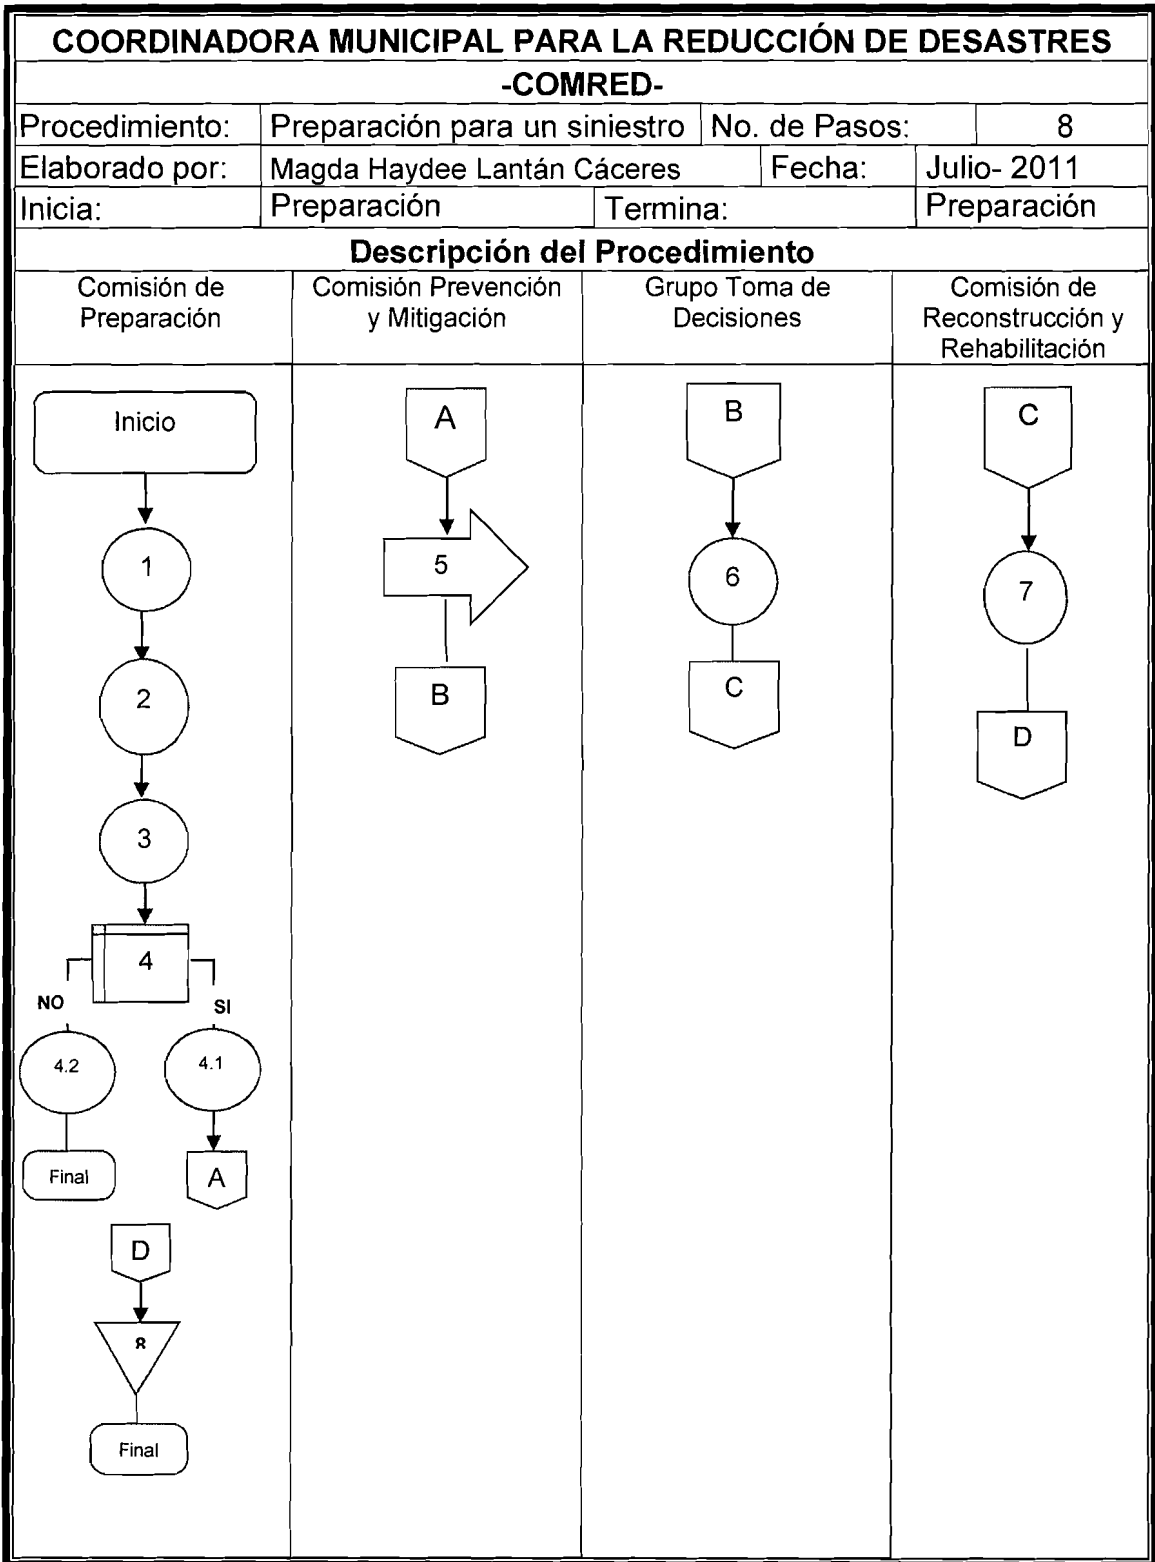 COORDINADORA MUNICIPAL PARA LA REDUCCIÓN DE DESASTRES
-COMRED-
Procedimiento: Preparación para un siniestro No. de Pasos: 8
Elaborado por: Magda Haydee Lantán Cáceres Fecha: Julio- 2011
Inicia: Preparación Termina: Preparación
Descripción del Procedimiento
Comisión de
Preparación
Comisión Prevención
y Mitigación
Grupo Toma de
Decisiones
Comisión de
Reconstrucción y
Rehabilitación
Inicio
1
2
3
4
NO
SI
4.2
4.1
Final
A
D
8
Final
A
5
B
B
6
C
C
7
D